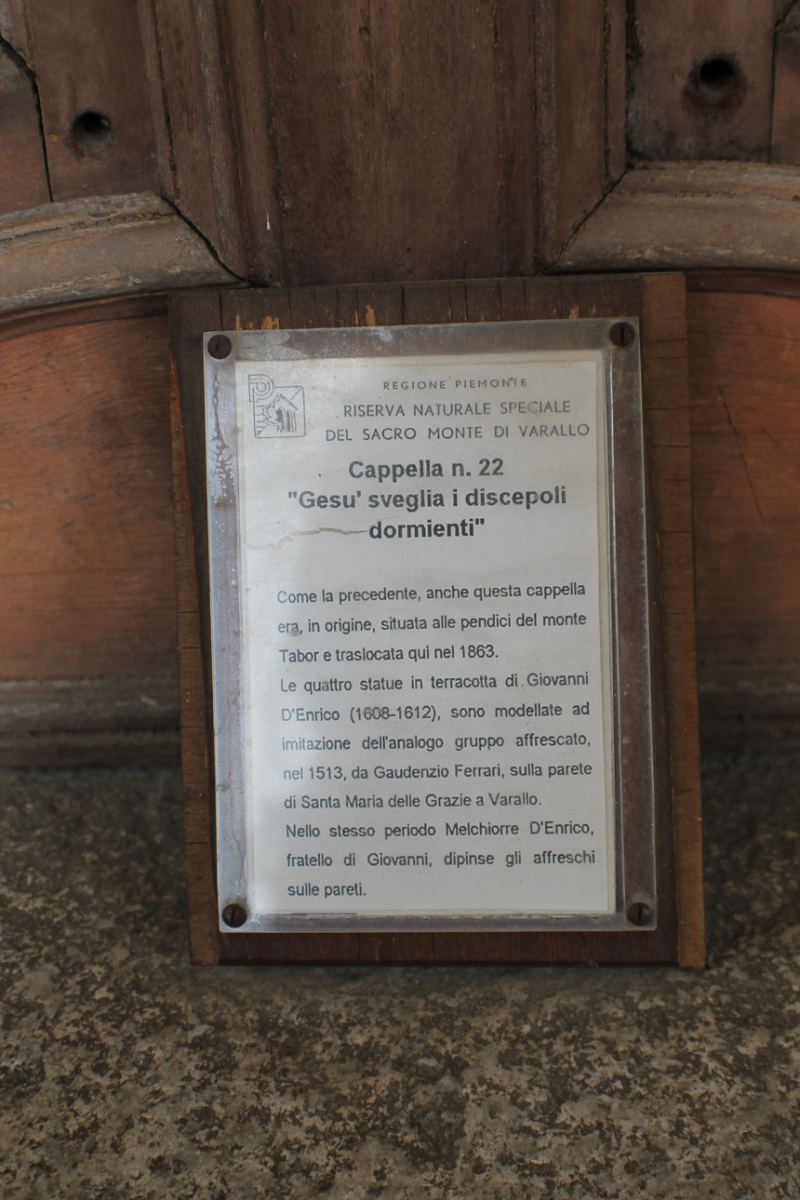 REGIONE PIEMONTE
RISERVA NATURALE SPECIALE
DEL SACRO MONTE DI VARALLO
Cappella n. 22
"Gesu' sveglia i discepoli
dormienti"
Come la precedente, anche questa cappella
era, in origine, situata alle pendici del monte
Tabor e traslocata qui nel 1863.
Le quattro statue in terracotta di Giovanni
D'Enrico (1608-1612), sono modellate ad
imitazione dell'analogo gruppo affrescato,
nel 1513, da Gaudenzio Ferrari, sulla parete
di Santa Maria delle Grazie a Varallo.
Nello stesso periodo Melchiorre D'Enrico,
fratello di Giovanni, dipinse gli affreschi
sulle pareti.